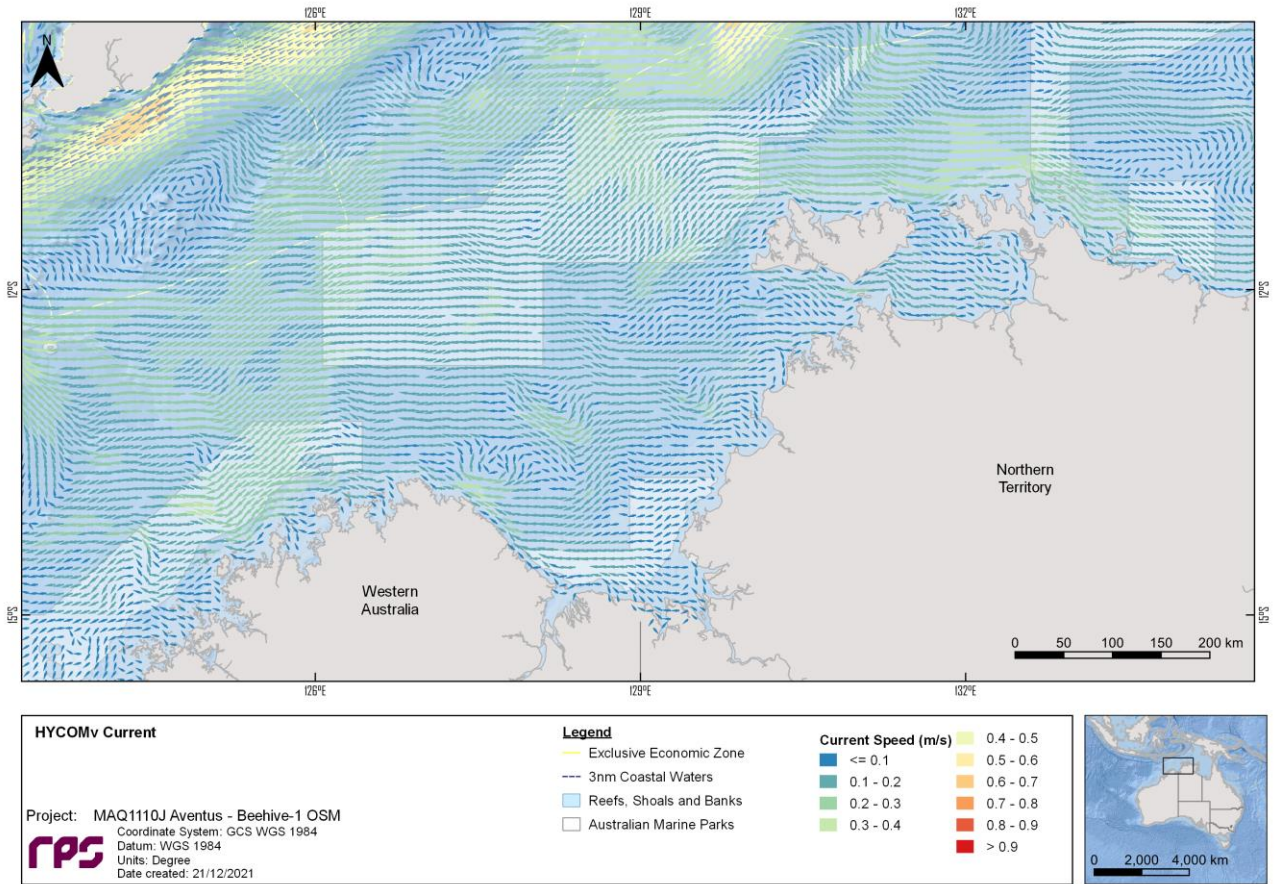 126°E
129°E
132°E
N
12°S
12°S
Northern
Territory
Western
Australia
15°S
15°S
0 50 100 150 200 km
126°E
129°E
132°E
HYCOMv Current
Project: MAQ1110J Aventus - Beehive-1 OSM
rps
Coordinate System: GCS WGS 1984
Datum: WGS 1984
Units: Degree
Date created: 21/12/2021
Legend
Exclusive Economic Zone
3nm Coastal Waters
Reefs, Shoals and Banks
Australian Marine Parks
Current Speed (m/s)
<= 0.1
0.1 - 0.2
0.2 - 0.3
0.3 - 0.4
0.4 - 0.5
0.5 - 0.6
0.6 - 0.7
0.7 - 0.8
0.8 - 0.9
> 0.9
0 2,000 4,000 km